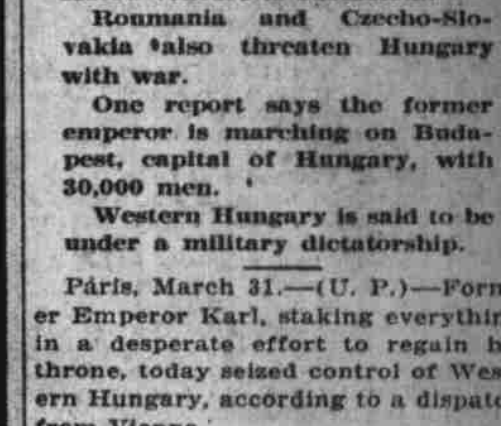 Roumania and Czecho-Slo-
vakia also threaten Hungary
with war.
One report says the former
emperor is marching on Buda-
pest, capital of Hungary, with
30,000 men.
Western Hungary is said to be
under a military dictatorship.
Paris, March 31.—(U. P.)—Form
er Emperor Karl, staking everythin
in a desperate effort to regain h
throne, today seized control of Wes
ern Hungary, according to a dispatc
from Vienna.